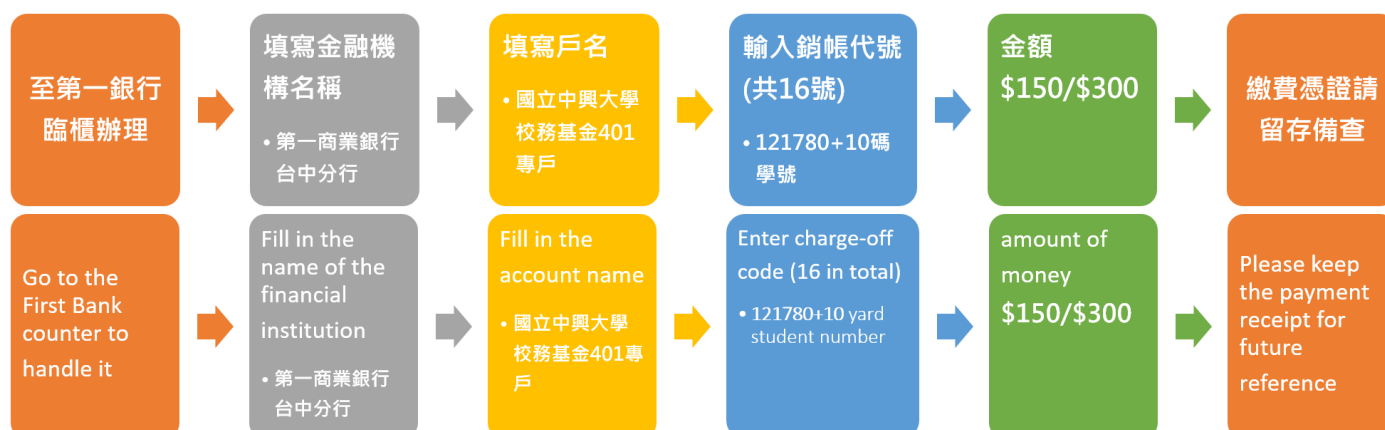 至第一銀行
臨櫃辦理
填寫金融機
構名稱
• 第一商業銀行
台中分行
填寫戶名
• 國立中興大學
校務基金401
專戶
輸入銷帳代號
(共16號)
• 121780+10碼
學號
金額
$150/$300
繳費憑證請
留存備查
Go to the
First Bank
counter to
handle it
Fill in the
name of the
financial
institution
• 第一商業銀行
台中分行
Fill in the
account name
• 國立中興大學
校務基金401專
戶
Enter charge-off
code (16 in total)
• 121780+10 yard
student number
amount of
money
$150/$300
Please keep
the payment
receipt for
future
reference